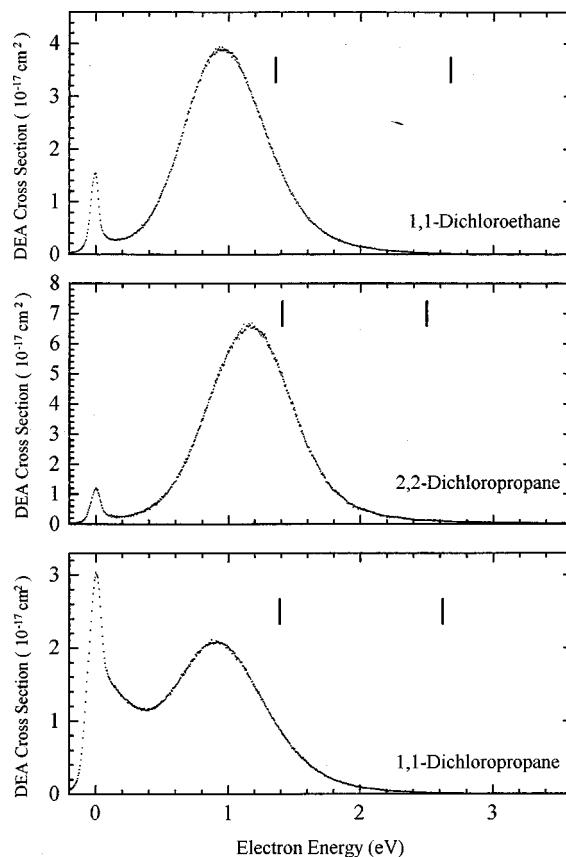 DEA Cross Section ( 10⁻¹⁷ cm²)
4
3
2
1
0
1,1-Dichloroethane
DEA Cross Section ( 10⁻¹⁷ cm²)
8
7
6
5
4
3
2
1
0
2,2-Dichloropropane
DEA Cross Section ( 10⁻¹⁷ cm²)
3
2
1
0
1,1-Dichloropropane
0 1 2 3
Electron Energy (eV)